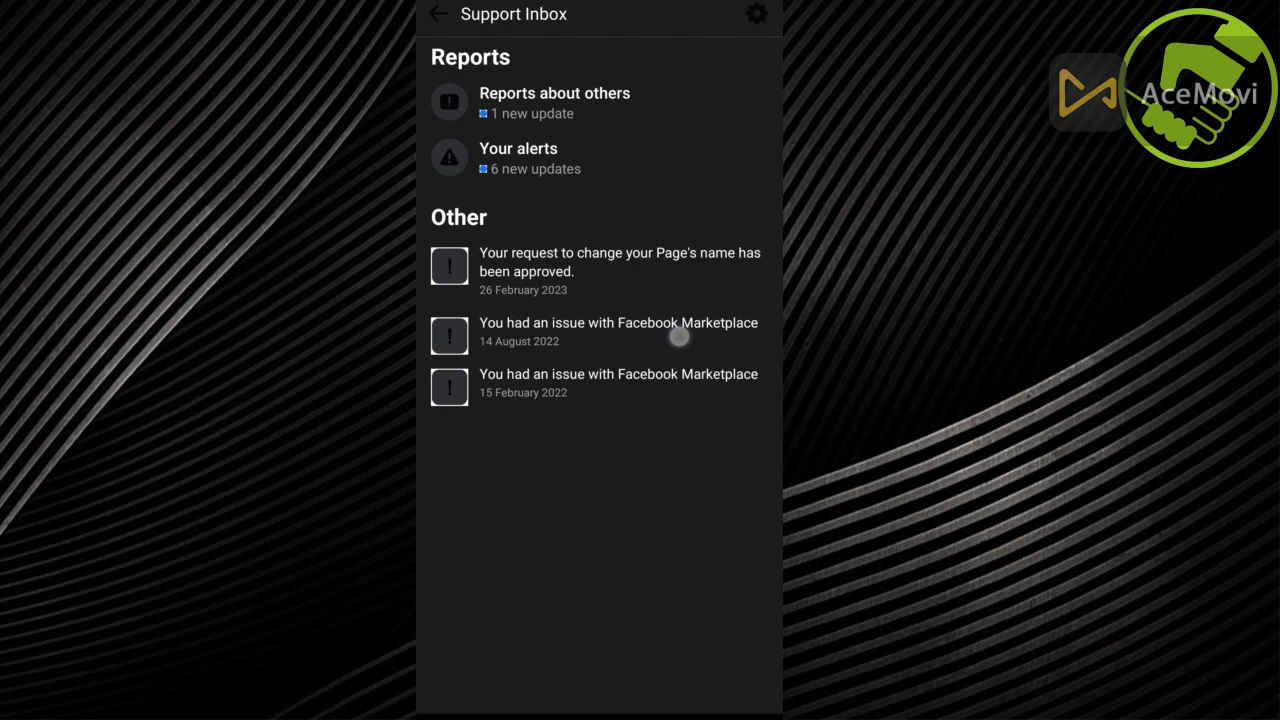 Support Inbox
Reports
Reports about others
1 new update
Your alerts
6 new updates
Other
Your request to change your Page's name has
been approved.
26 February 2023
You had an issue with Facebook Marketplace
14 August 2022
You had an issue with Facebook Marketplace
15 February 2022
AceMovi